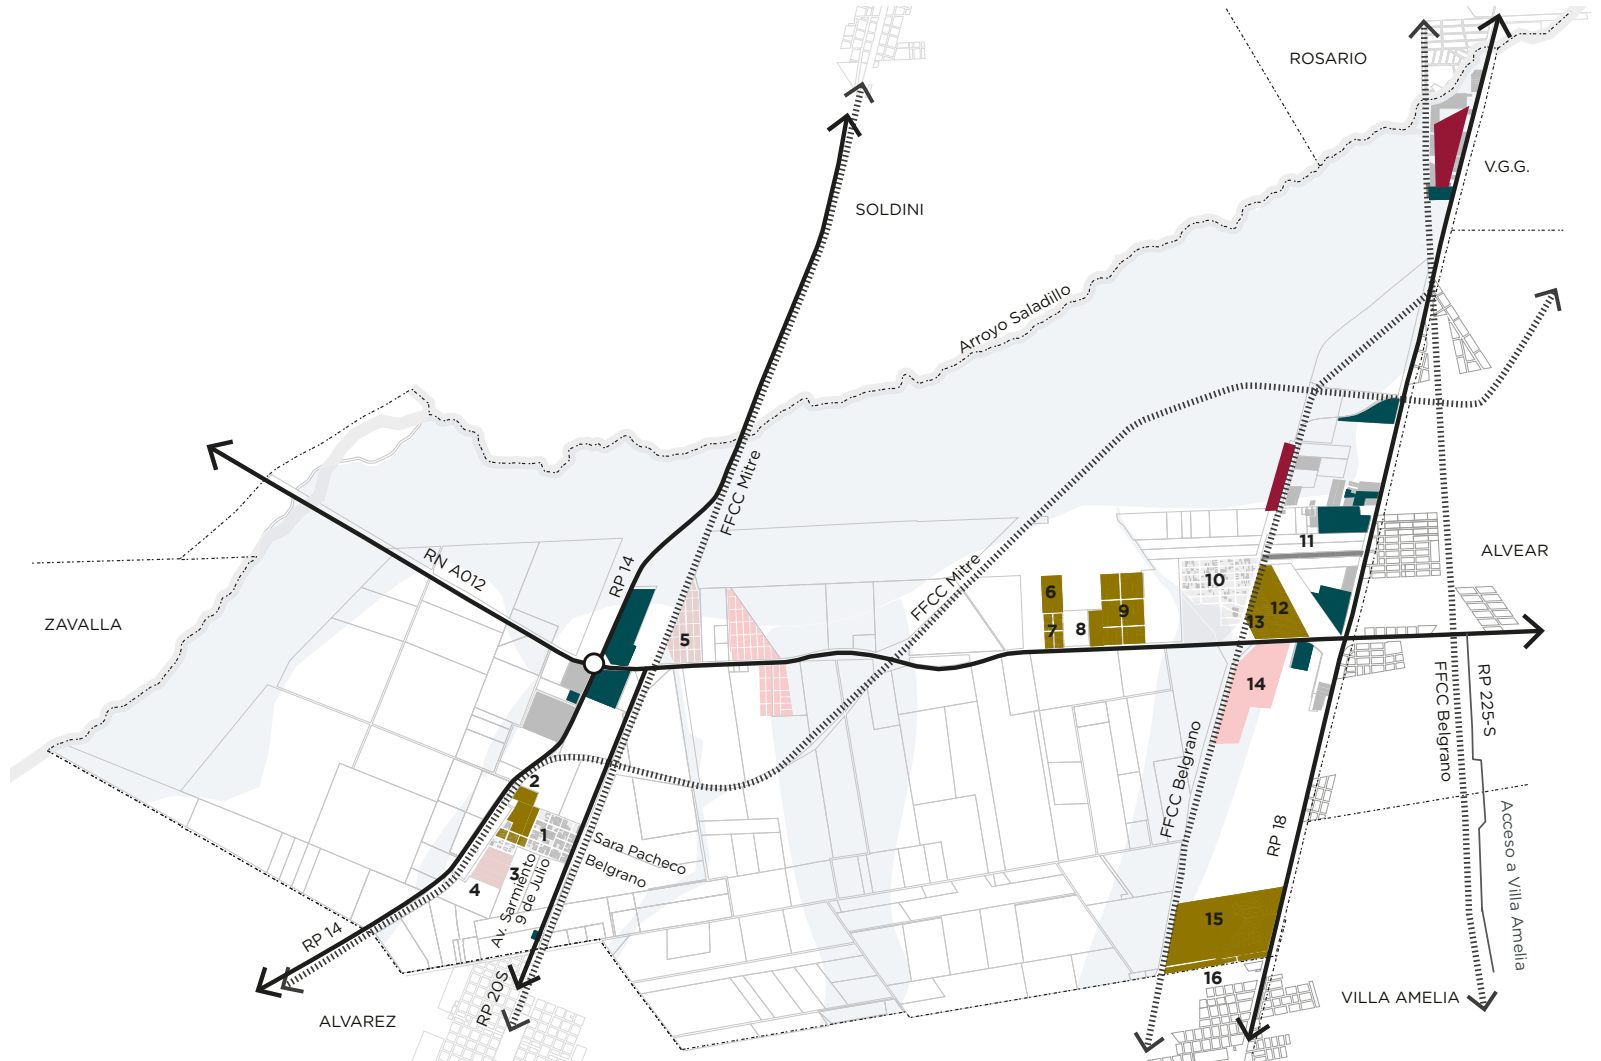 ROSARIO
V.G.G.
SOLDINI
Arroyo Saladillo
FFCC Mitre
RN A012
RP 14
FFCC Mitre
ALVEAR
ZAVALLA
11
10
6
12
9
5
13
7
8
14
FFCC Belgrano
RP 225-S
FFCC Belgrano
2
1
Sara Pacheco
Belgrano
RP 18
Acceso a Villa Amelia
3
4
Av. Sarmiento
9 de Julio
15
RP 14
16
RP 20S
VILLA AMELIA
ALVAREZ